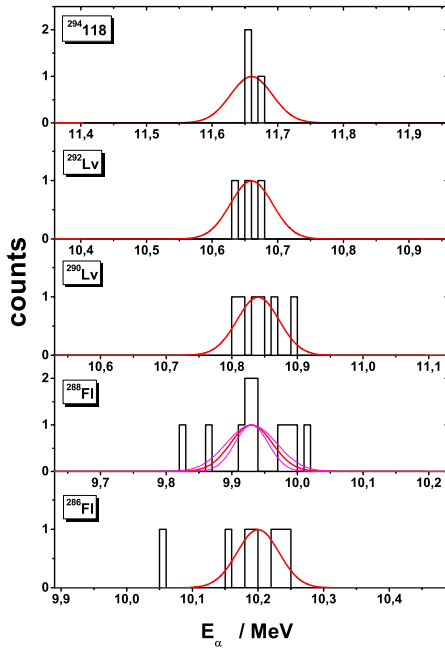 ²⁹⁴118
2
1
0
11,4 11,5 11,6 11,7 11,8 11,9
²⁹²Lv
1
0
10,4 10,5 10,6 10,7 10,8 10,9
²⁹⁰Lv
1
0
10,6 10,7 10,8 10,9 11,0 11,1
²⁸⁸Fl
2
1
0
9,7 9,8 9,9 10,0 10,1 10,2
²⁸⁶Fl
1
0
9,9 10,0 10,1 10,2 10,3 10,4
counts
E_α / MeV